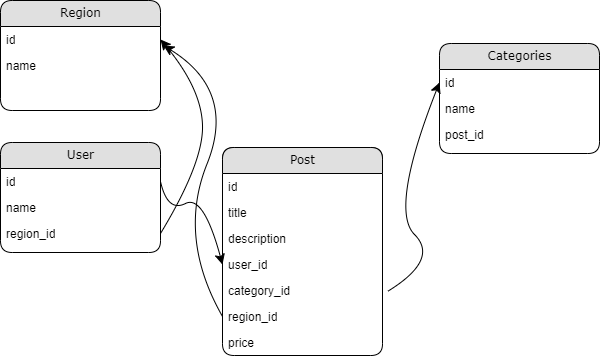 Region
id
name
User
id
name
region_id
Post
id
title
description
user_id
category_id
region_id
price
Categories
id
name
post_id